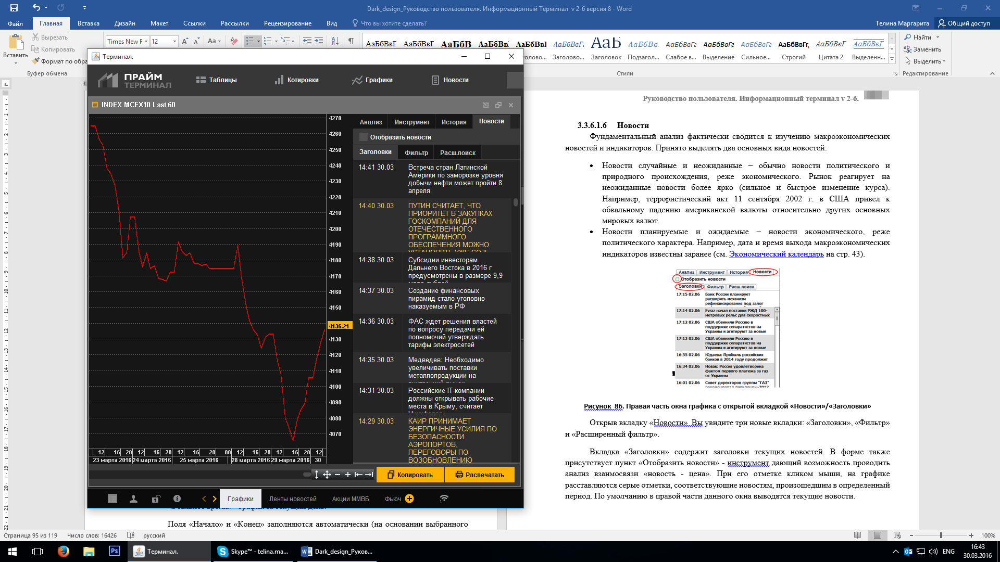 Dark_design_Руководство пользователя. Информационный Терминал v 2-6 версия 8 - Word
Файл Главная Вставка Дизайн Макет Ссылки Рассылки Рецензирование Вид Что вы хотите сделать? Телина Маргарита Общий доступ
Вставить
Вырезать
Копировать
Формат по обра
Буфер обмена
Times New F 12
Aa
АаБбВвГ АаБбВвГ АаБбВ АаБбВв. АаБбВвІ АаБбВвГ АаБ АаБбВв АаБбВвГг АаБбВвГг АаБбВвГг АаБбВвГг, АаБбВвГг АаБбВвГг
олово... Заголово... Заголовок Подзагол... Слабое в... Выделение Сильное... Строгий Цитата 2 Выделенн...
Стили
Найти
Заменить
Выделить
Редактирование
Терминал.
ПРАЙМ
ТЕРМИНАЛ
Таблицы Котировки Графики Новости
INDEX MCEX10 Last 60
4270
4260
4250
4240
4230
4220
4210
4200
4190
4180
4170
4160
4150
4136.21
4130
4120
4110
4100
4090
4080
4070
12 16 20 12 16 20 12 16 20 00 12 16 20 12 16 20 12
23 марта 2016 24 марта 2016 25 марта 2016 28 марта 2016 29 марта 2016 30
Анализ Инструмент История Новости
Отобразить новости
Заголовки Фильтр Расш.поиск
14:41 30.03 Встреча стран Латинской
Америки по заморозке уровня
добычи нефти может пройти 8
апреля
14:40 30.03 ПУТИН СЧИТАЕТ, ЧТО
ПРИОРИТЕТ В ЗАКУПКАХ
ГОСКОМПАНИЙ ДЛЯ
ОТЕЧЕСТВЕННОГО
ПРОГРАММНОГО
ОБЕСПЕЧЕНИЯ МОЖНО
14:38 30.03 Субсидии инвесторам
Дальнего Востока в 2016 г
предусмотрены в размере 9,9
14:37 30.03 Создание финансовых
пирамид стало уголовно
наказуемым в РФ
14:36 30.03 ФАС ждет решения властей
по вопросу передачи ей
полномочий утверждать
тарифы электросетей
14:35 30.03 Медведев: Необходимо
увеличивать поставки
металлопродукции на
14:31 30.03 Российские IT-компании
должны открывать рабочие
места в Крыму, считает
14:29 30.03 КАИР ПРИНИМАЕТ
ЭНЕРГИЧНЫЕ УСИЛИЯ ПО
БЕЗОПАСНОСТИ
АЭРОПОРТОВ,
ПЕРЕГОВОРЫ ПО
ВОЗОБНОВЛЕНИЮ
Копировать Распечатать
Графики Ленты новостей Акции ММВБ Фьюч
Поля «Начало» и «Конец» заполняются автоматически (на основании выбранного
Руководство пользователя. Информационный терминал v 2-6.
3.3.6.1.6 Новости
Фундаментальный анализ фактически сводится к изучению макроэкономических
новостей и индикаторов. Принято выделять два основных вида новостей:
• Новости случайные и неожиданные – обычно новости политического и
природного происхождения, реже экономического. Рынок реагирует на
неожиданные новости более ярко (сильное и быстрое изменение курса).
Например, террористический акт 11 сентября 2002 г. в США привел к
обвальному падению американской валюты относительно других основных
мировых валют.
• Новости планируемые и ожидаемые – новости экономического, реже
политического характера. Например, дата и время выхода макроэкономических
индикаторов известны заранее (см. Экономический календарь на стр. 43).
Анализ Инструмент История Новости
Отобразить новости
Заголовки Фильтр Расш.поиск
17:15 02.06 Банк России планирует
расширить механизм
рефинансирования под залог
17:14 02.06 Evraz начал поставки РЖД 100-
метровых рельс для скоростных
17:12 02.06 США обвинили Россию в
поддержке сепаратистов на
Украины и агитируют за новые
17:12 02.06 США обвинили Россию в
поддержке сепаратистов на
Украины и агитируют за новые
16:55 02.06 Юдаева: Прибыль российских
банков в 2014 году продолжит
16:34 02.06 Новак: Россия удовлетворена
фактом первого платежа за газ
от Украины
16:01 02.06 Совет директоров группы "ГАЗ"
Рисунок 86. Правая часть окна графика с открытой вкладкой «Новости»/«Заголовки»
Открыв вкладку «Новости» Вы увидите три новые вкладки: «Заголовки», «Фильтр»
и «Расширенный фильтр».
Вкладка «Заголовки» содержит заголовки текущих новостей. В форме также
присутствует пункт «Отобразить новости» - инструмент дающий возможность проводить
анализ взаимосвязи «новость - цена». При его отметке кликом мыши, на графике
расставляются серые отметки, соответствующие новостям, произошедшим в определенный
период. По умолчанию в правой части данного окна выводятся текущие новости.
Страница 95 из 119 Число слов: 16426 русский 100%
Терминал. Skype™ - telina.ma... Dark_design_Руков... ENG 16:43
30.03.2016